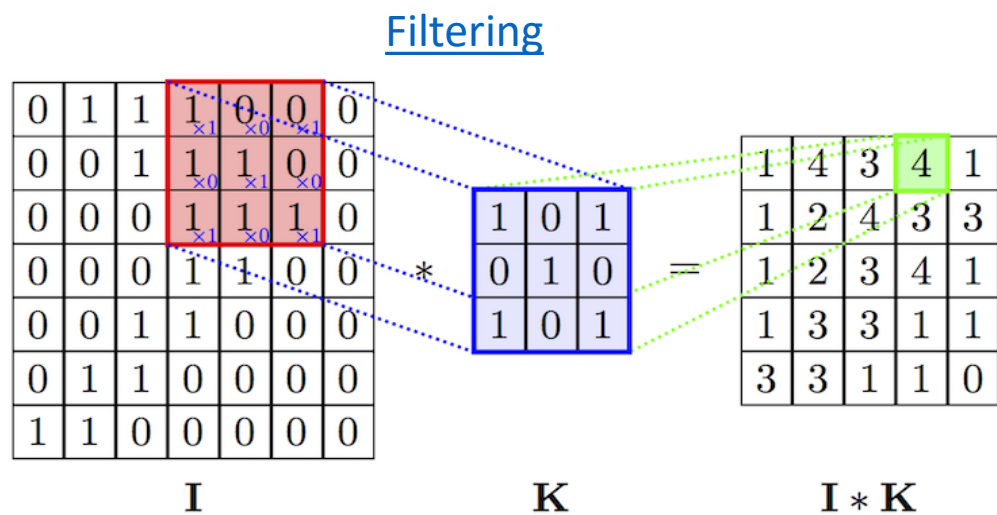 Filtering
0 1 1 1×1 0×0 0×1 0
0 0 1 1×0 1×1 0×0 0
0 0 0 1×1 1×0 1×1 0
0 0 0 1 1 0 0
0 0 1 1 0 0 0
0 1 1 0 0 0 0
1 1 0 0 0 0 0
I
*
1 0 1
0 1 0
1 0 1
K
=
1 4 3 4 1
1 2 4 3 3
1 2 3 4 1
1 3 3 1 1
3 3 1 1 0
I * K